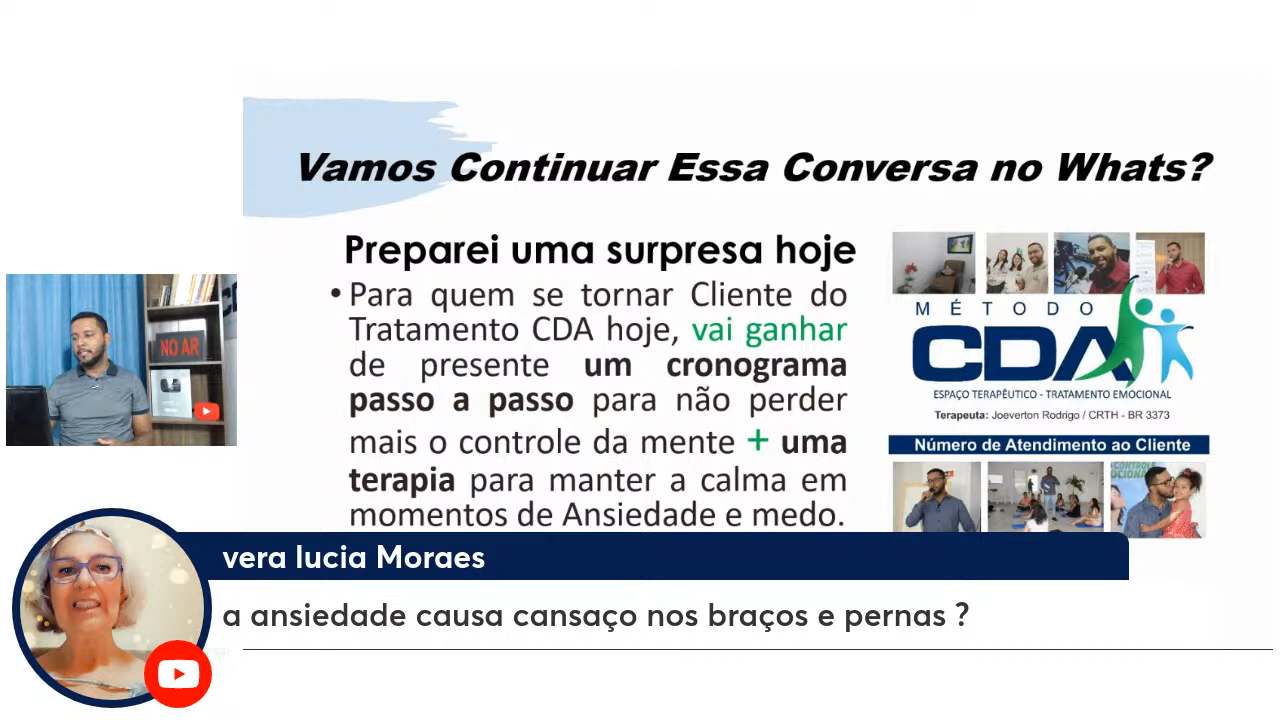 Vamos Continuar Essa Conversa no Whats?
Preparei uma surpresa hoje
• Para quem se tornar Cliente do
Tratamento CDA hoje, vai ganhar
de presente um cronograma
passo a passo para não perder
mais o controle da mente + uma
terapia para manter a calma em
momentos de Ansiedade e medo.
MÉTODO
CDA
ESPAÇO TERAPÊUTICO - TRATAMENTO EMOCIONAL
Terapeuta: Joeverton Rodrigo / CRTH - BR 3373
Número de Atendimento ao Cliente
NO AR
vera lucia Moraes
a ansiedade causa cansaço nos braços e pernas ?